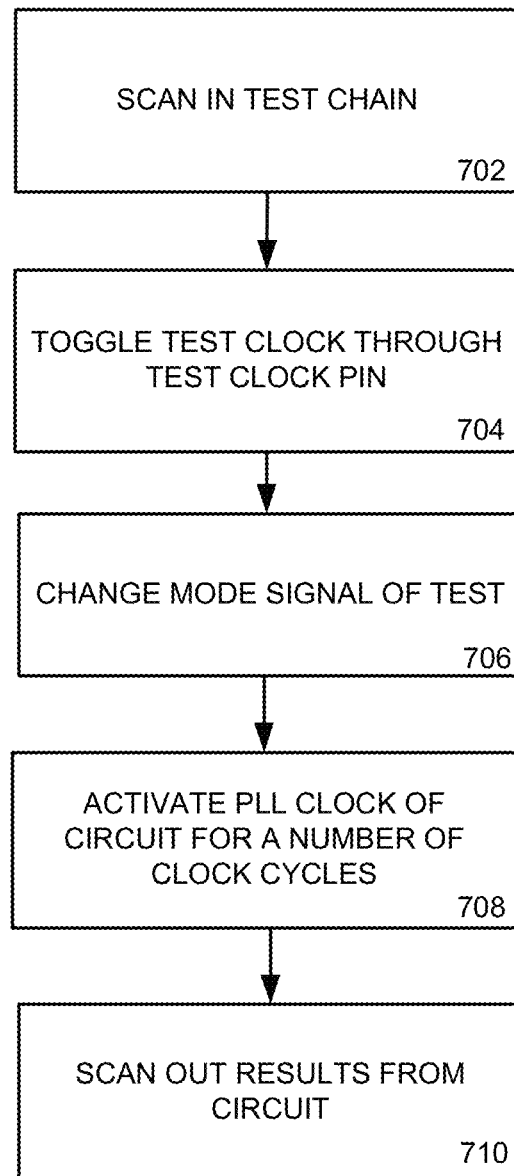 SCAN IN TEST CHAIN
702
TOGGLE TEST CLOCK THROUGH
TEST CLOCK PIN
704
CHANGE MODE SIGNAL OF TEST
706
ACTIVATE PLL CLOCK OF
CIRCUIT FOR A NUMBER OF
CLOCK CYCLES
708
SCAN OUT RESULTS FROM
CIRCUIT
710